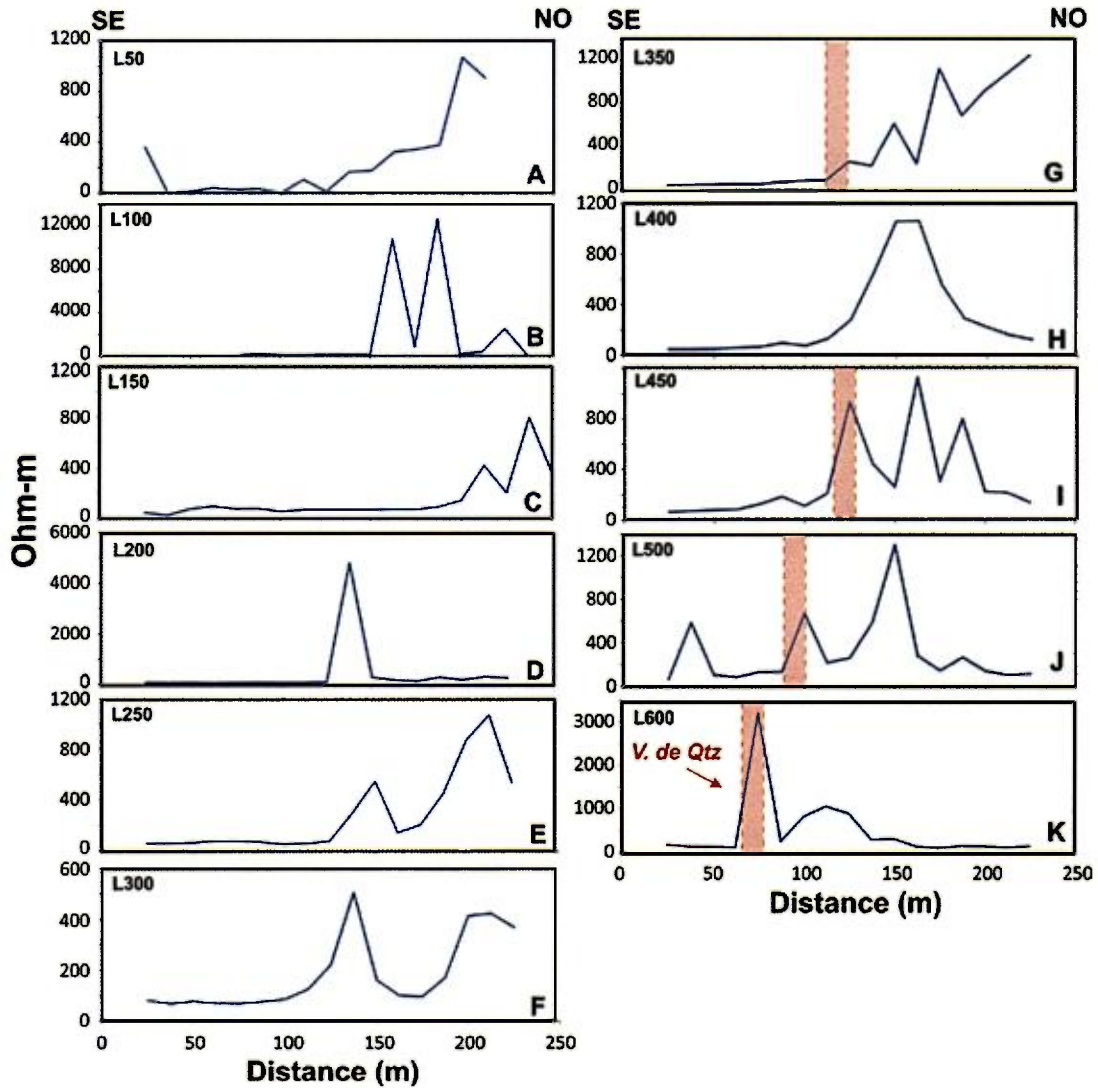 SE NO
1200
L50
800
400
0
A
L100
12000
8000
4000
0
B
1200
L150
800
400
0
C
6000
L200
4000
2000
0
D
1200
L250
800
400
0
E
600
L300
400
200
0
F
0 50 100 150 200 250
Distance (m)
Ohm-m
SE NO
L350
1200
800
400
0
G
1200
L400
800
400
0
H
L450
800
400
0
I
L500
1200
800
400
0
J
L600
3000
V. de Qtz
2000
1000
0
K
0 50 100 150 200 250
Distance (m)